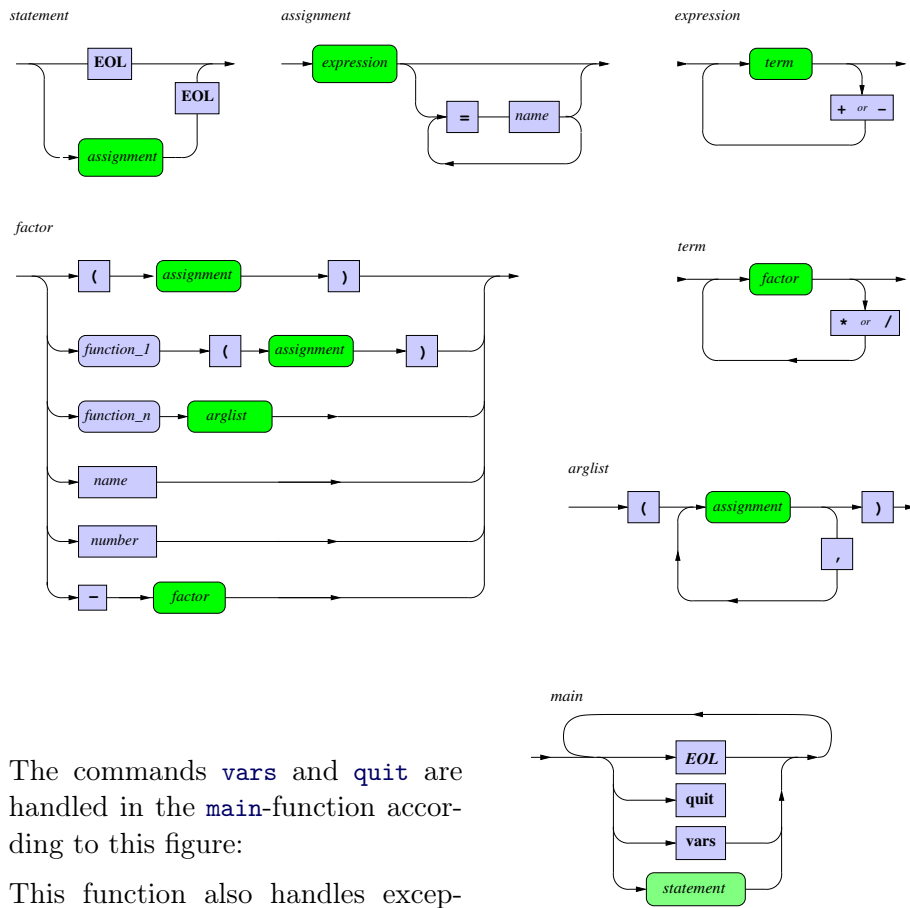 statement
assignment
expression
EOL
EOL
assignment
expression
= name
term
+ or -
factor
( assignment )
function_1 ( assignment )
function_n arglist
name
number
- factor
term
factor
* or /
arglist
( assignment )
,
main
EOL
quit
vars
statement
The commands vars and quit are
handled in the main-function accor-
ding to this figure:
This function also handles excep-